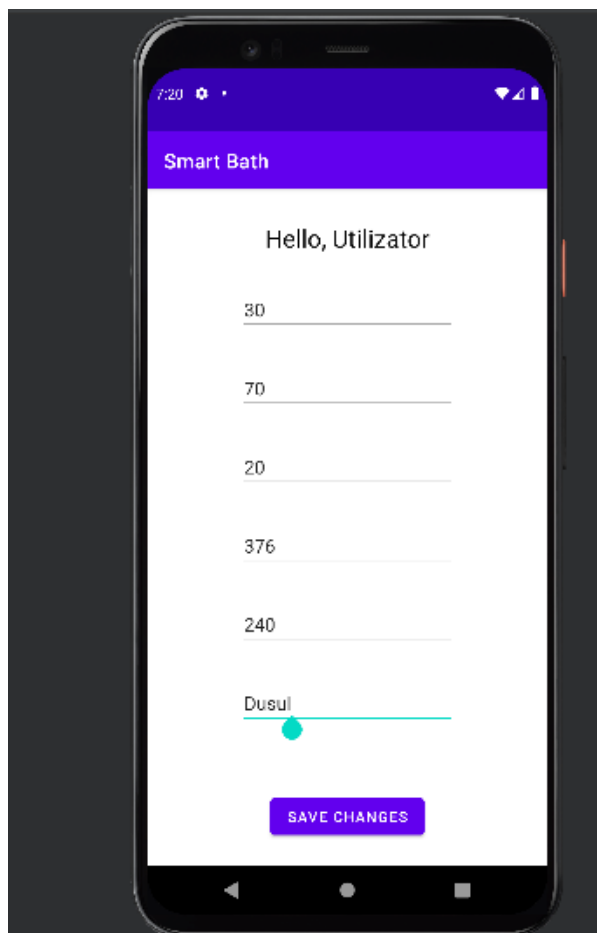 7:20
Smart Bath
Hello, Utilizator
30
70
20
376
240
Dusul
SAVE CHANGES